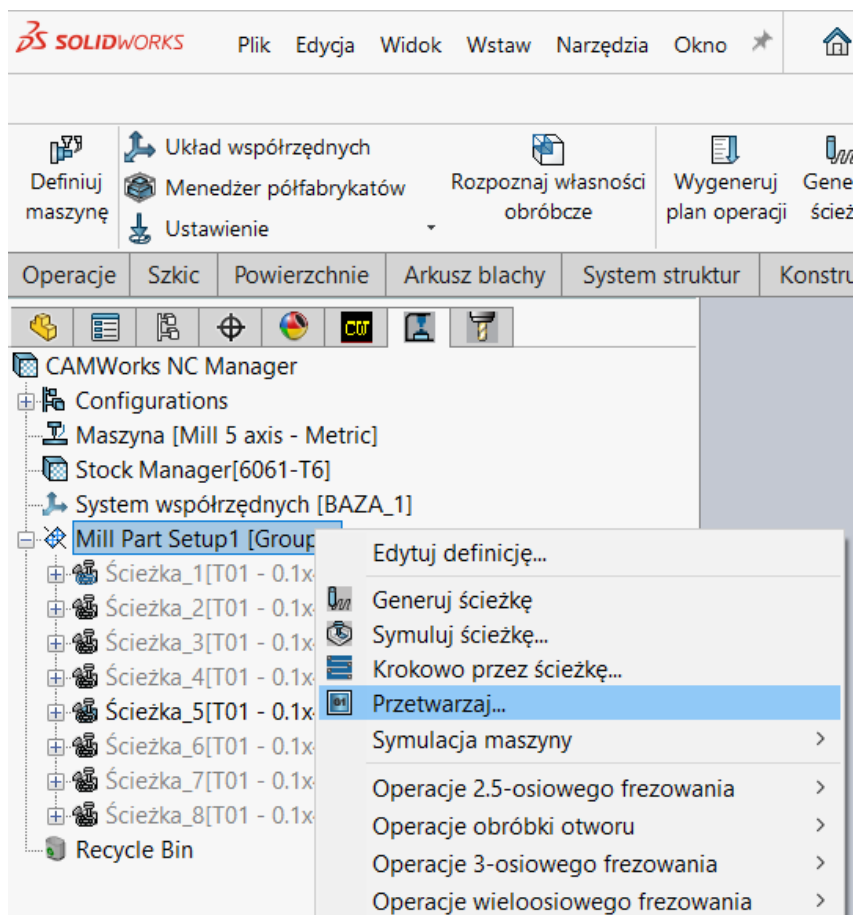 SOLIDWORKS Plik Edycja Widok Wstaw Narzędzia Okno
Definiuj maszynę
Układ współrzędnych
Menedżer półfabrykatów
Ustawienie
Rozpoznaj własności obróbcze
Wygeneruj plan operacji
Gene
ścież
Operacje Szkic Powierzchnie Arkusz blachy System struktur Konstru
CAMWorks NC Manager
Configurations
Maszyna [Mill 5 axis - Metric]
Stock Manager[6061-T6]
System współrzędnych [BAZA_1]
Mill Part Setup1 [Group
Ścieżka_1[T01 - 0.1x
Ścieżka_2[T01 - 0.1x
Ścieżka_3[T01 - 0.1x
Ścieżka_4[T01 - 0.1x
Ścieżka_5[T01 - 0.1x
Ścieżka_6[T01 - 0.1x
Ścieżka_7[T01 - 0.1x
Ścieżka_8[T01 - 0.1x
Recycle Bin
Edytuj definicję...
Generuj ścieżkę
Symuluj ścieżkę...
Krokowo przez ścieżkę...
Przetwarzaj...
Symulacja maszyny
Operacje 2.5-osiowego frezowania
Operacje obróbki otworu
Operacje 3-osiowego frezowania
Operacje wieloosiowego frezowania